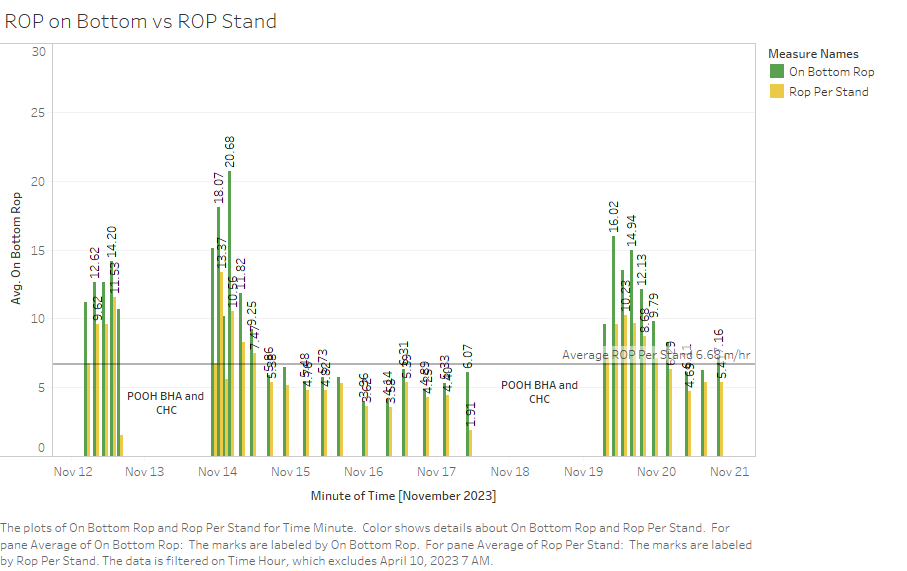 ROP on Bottom vs ROP Stand
Measure Names
On Bottom Rop
Rop Per Stand
Avg. On Bottom Rop
30
25
20
15
10
5
0
12.62
9.62
14.20
11.53
18.07
13.37
20.68
10.56
11.82
9.25
7.47
6.07
1.91
16.02
10.23
14.94
12.13
8.68
9.79
4.69
7.16
POOH BHA and
CHC
POOH BHA and
CHC
Average ROP Per Stand 6.68 m/hr
Nov 12
Nov 13
Nov 14
Nov 15
Nov 16
Nov 17
Nov 18
Nov 19
Nov 20
Nov 21
Minute of Time [November 2023]
The plots of On Bottom Rop and Rop Per Stand for Time Minute. Color shows details about On Bottom Rop and Rop Per Stand. For
pane Average of On Bottom Rop: The marks are labeled by On Bottom Rop. For pane Average of Rop Per Stand: The marks are labeled
by Rop Per Stand. The data is filtered on Time Hour, which excludes April 10, 2023 7 AM.